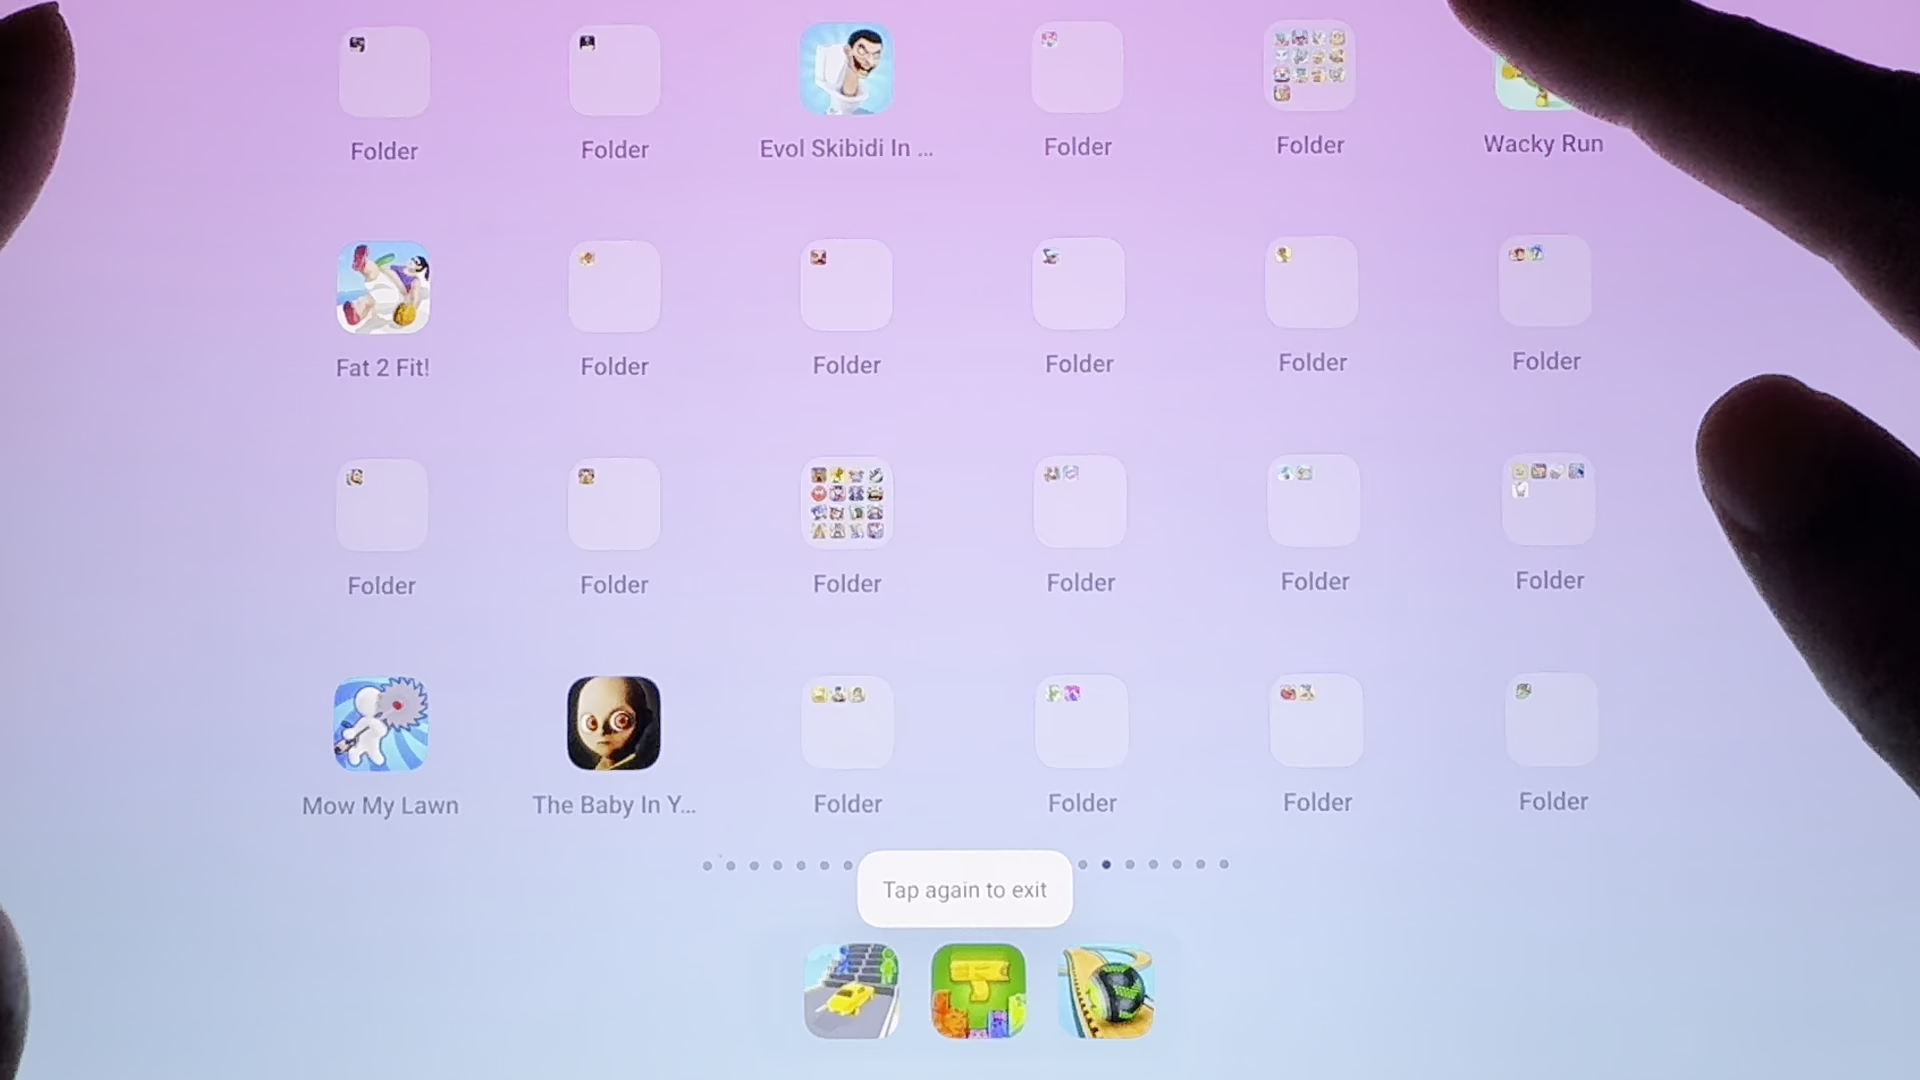 Folder
Folder
Evol Skibidi In ...
Folder
Folder
Wacky Run
Fat 2 Fit!
Folder
Folder
Folder
Folder
Folder
Folder
Folder
Folder
Folder
Folder
Folder
Mow My Lawn
The Baby In Y...
Folder
Folder
Folder
Folder
Tap again to exit